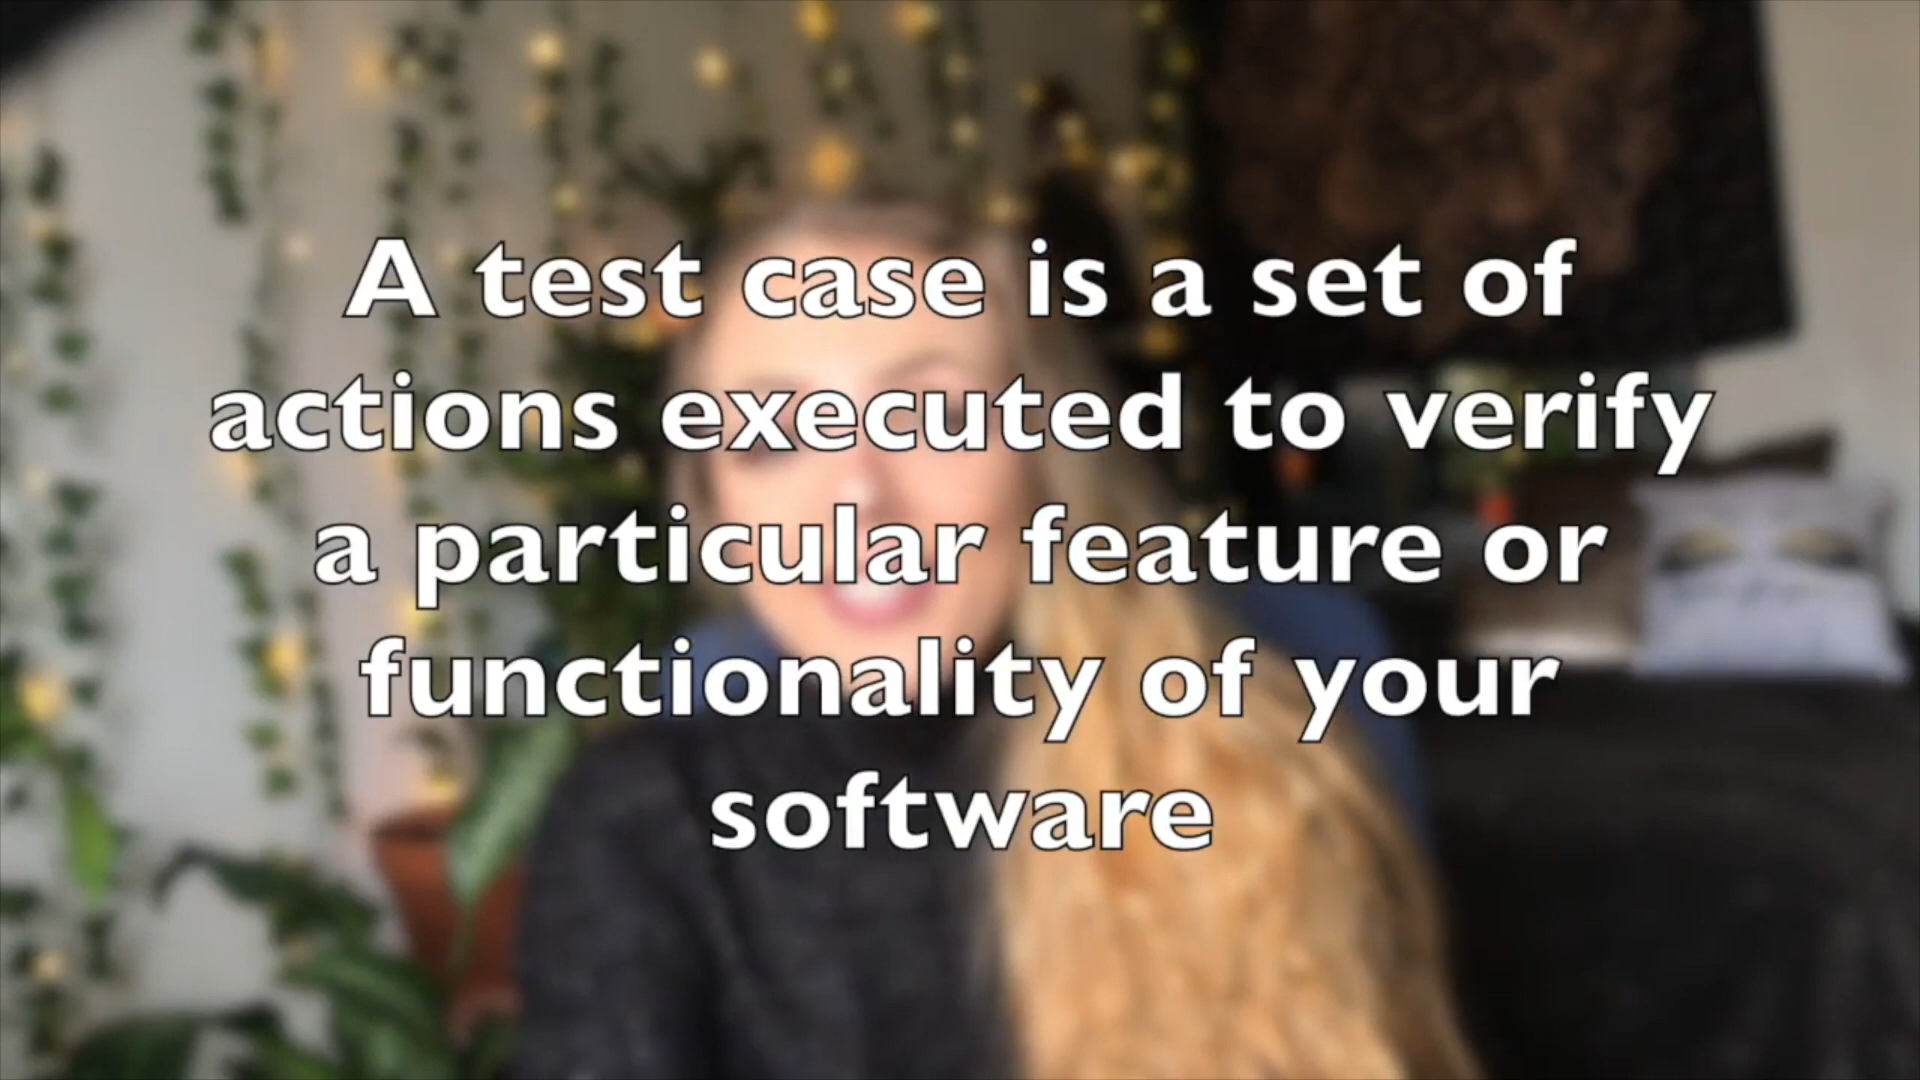 A test case is a set of
actions executed to verify
a particular feature or
functionality of your
software